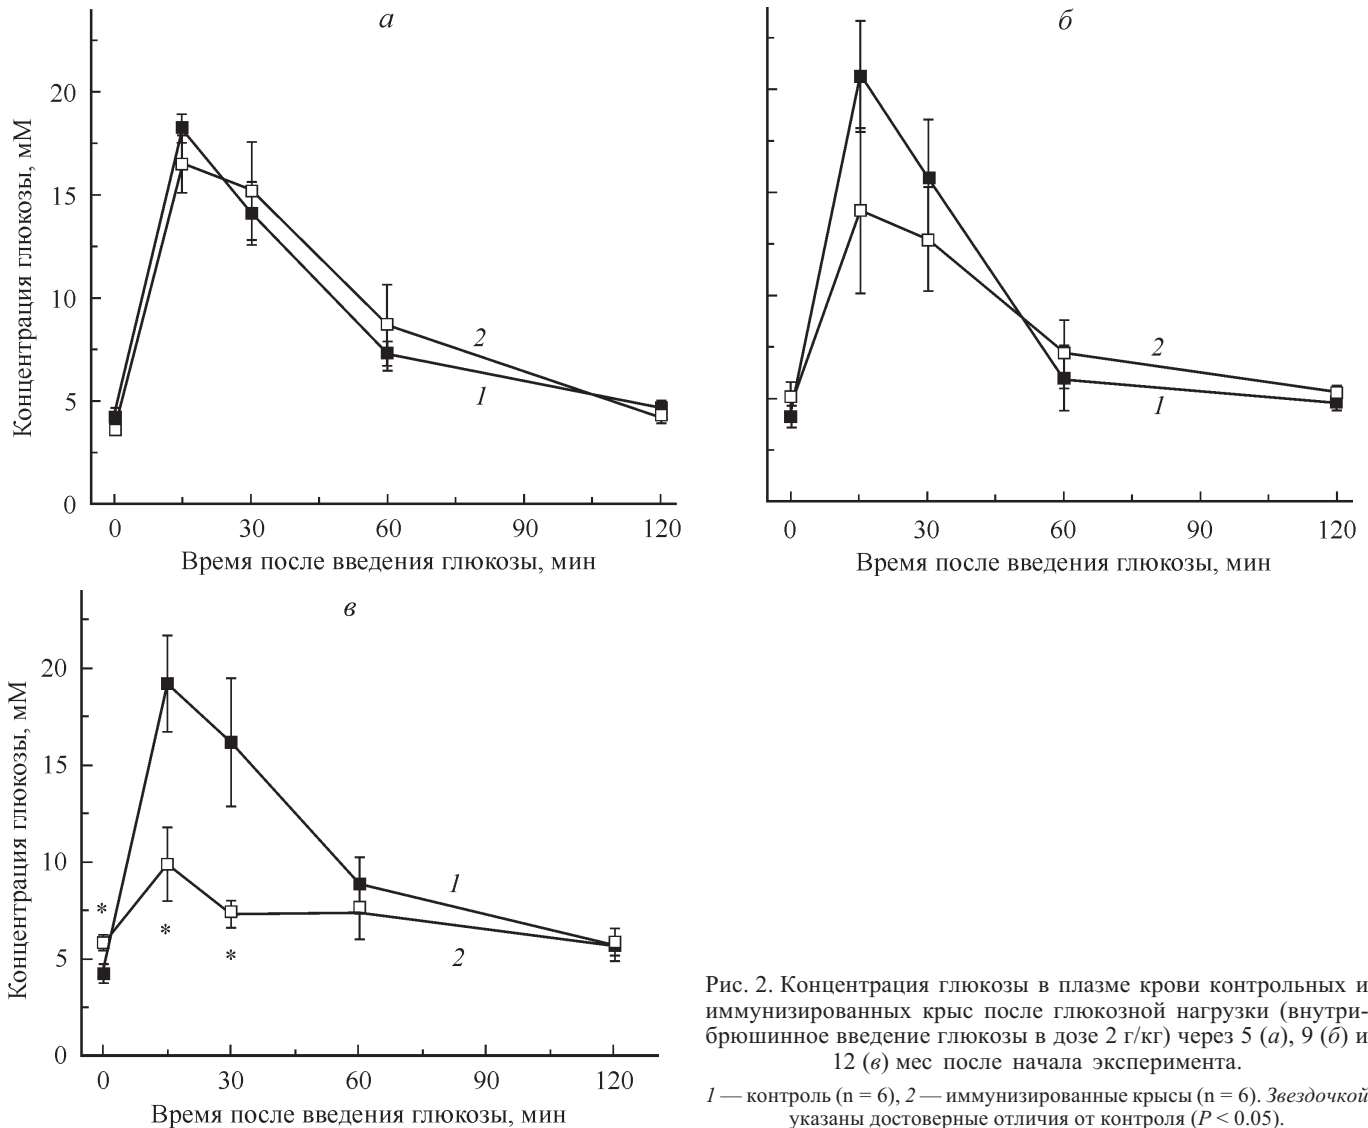 а
Концентрация глюкозы, мМ
20
15
10
5
0
2
1
0 30 60 90 120
Время после введения глюкозы, мин
б
2
1
0 30 60 90 120
Время после введения глюкозы, мин
в
Концентрация глюкозы, мМ
20
15
10
5
0
*
*
*
1
2
0 30 60 90 120
Время после введения глюкозы, мин
Рис. 2. Концентрация глюкозы в плазме крови контрольных и
иммунизированных крыс после глюкозной нагрузки (внутри-
брюшинное введение глюкозы в дозе 2 г/кг) через 5 (а), 9 (б) и
12 (в) мес после начала эксперимента.
1 — контроль (n = 6), 2 — иммунизированные крысы (n = 6). Звездочкой
указаны достоверные отличия от контроля (P < 0.05).